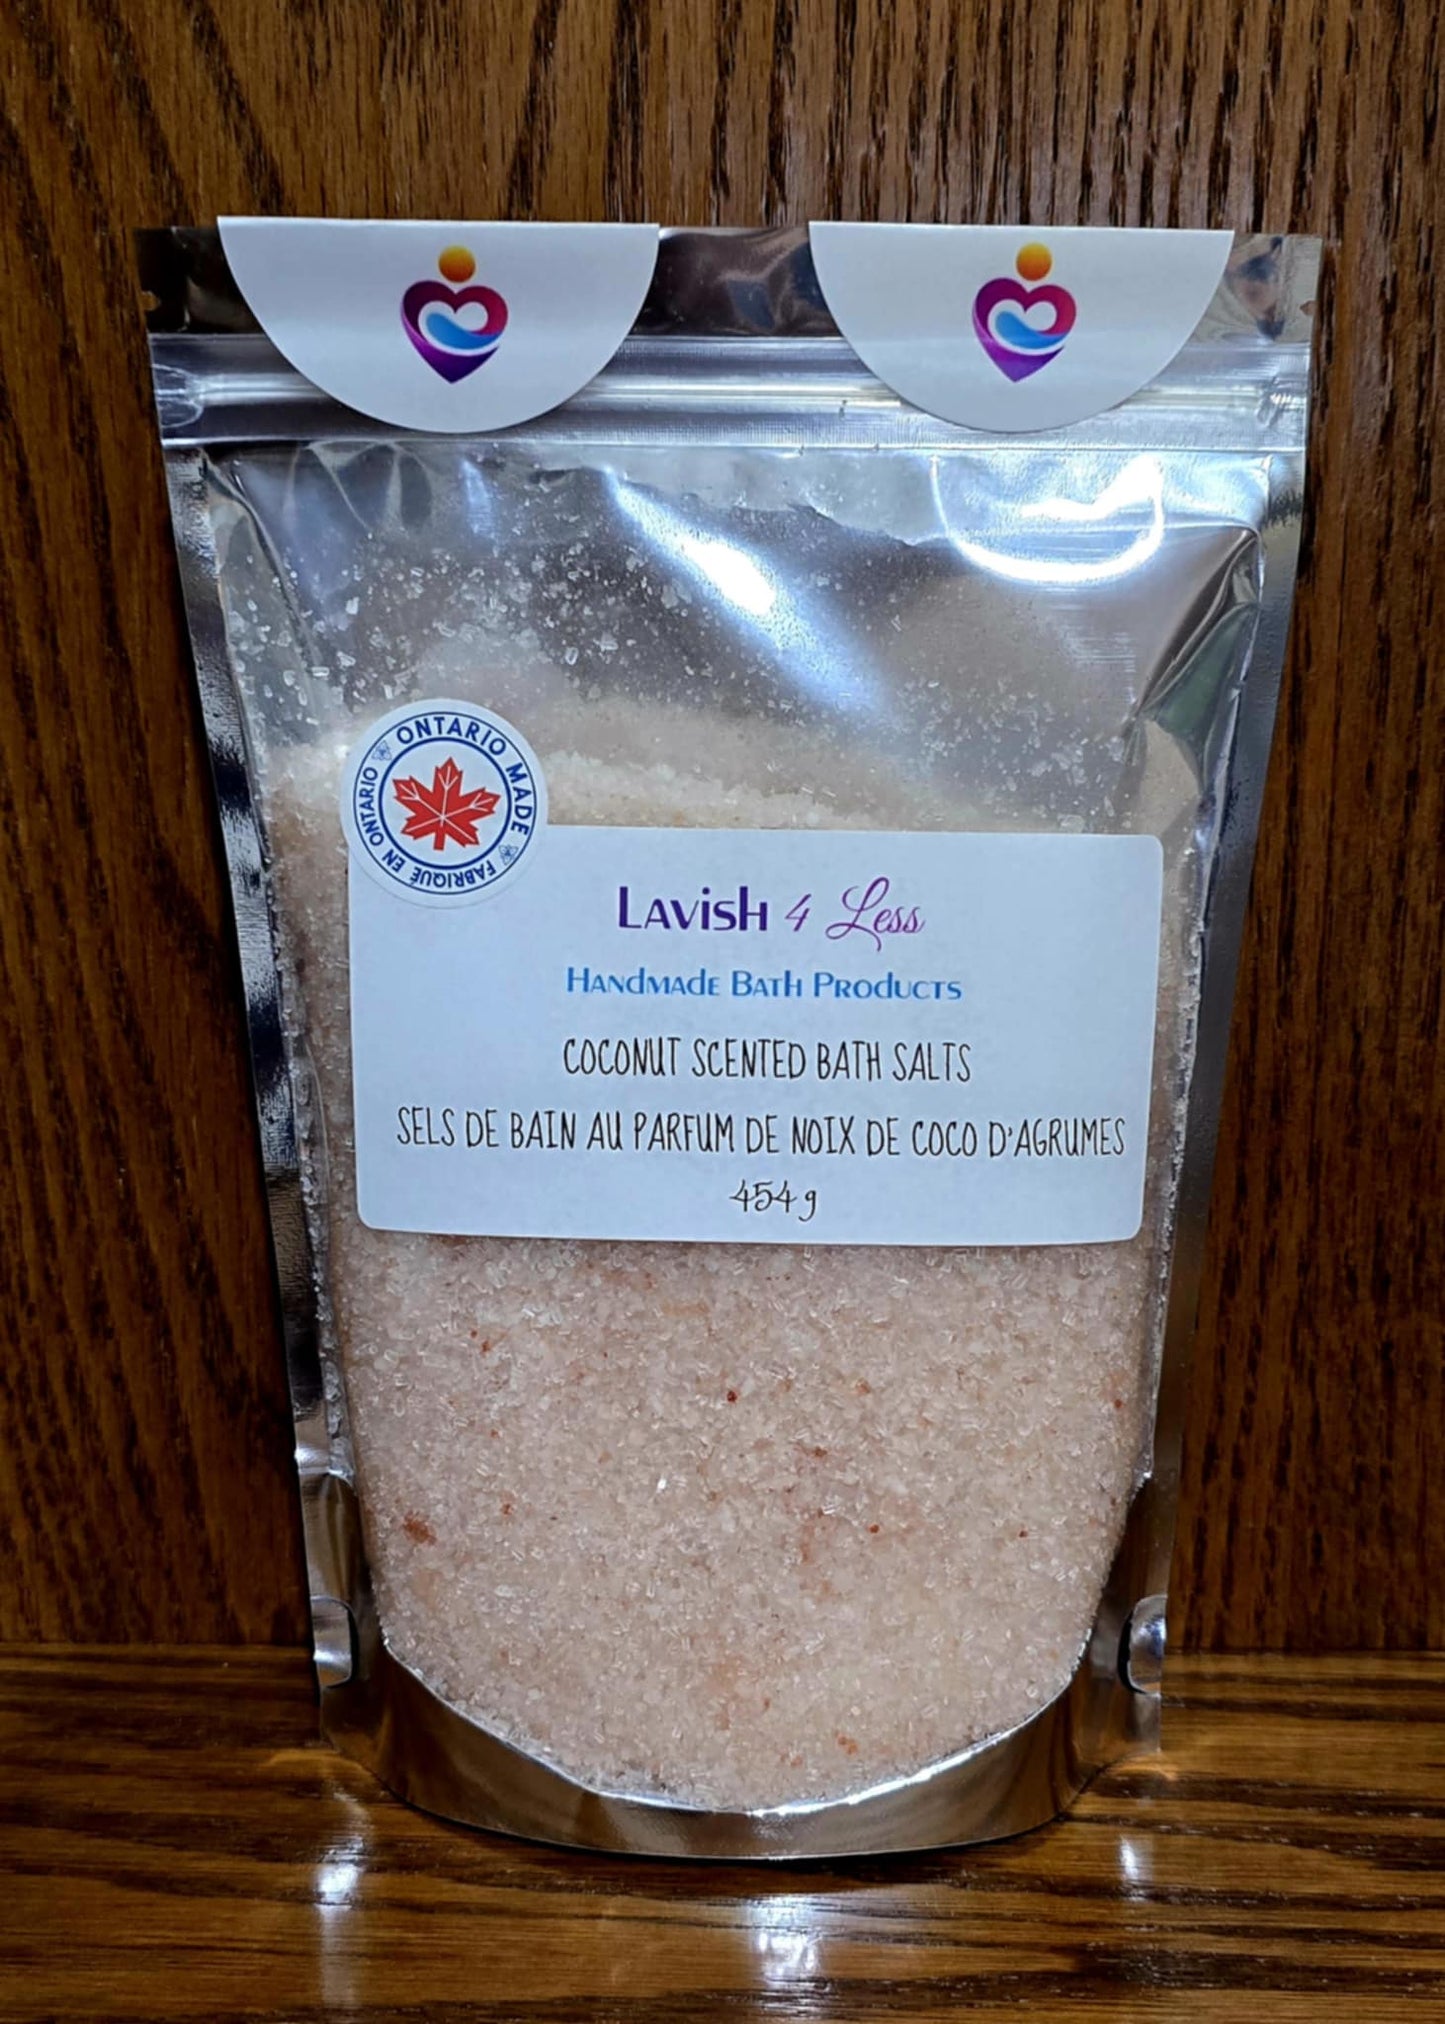 ONTARIO MADE
FABRIQUÉ EN ONTARIO
LAVISH 4 Less
HANDMADE BATH PRODUCTS
COCONUT SCENTED BATH SALTS
SELS DE BAIN AU PARFUM DE NOIX DE COCO D'AGRUMES
454 g